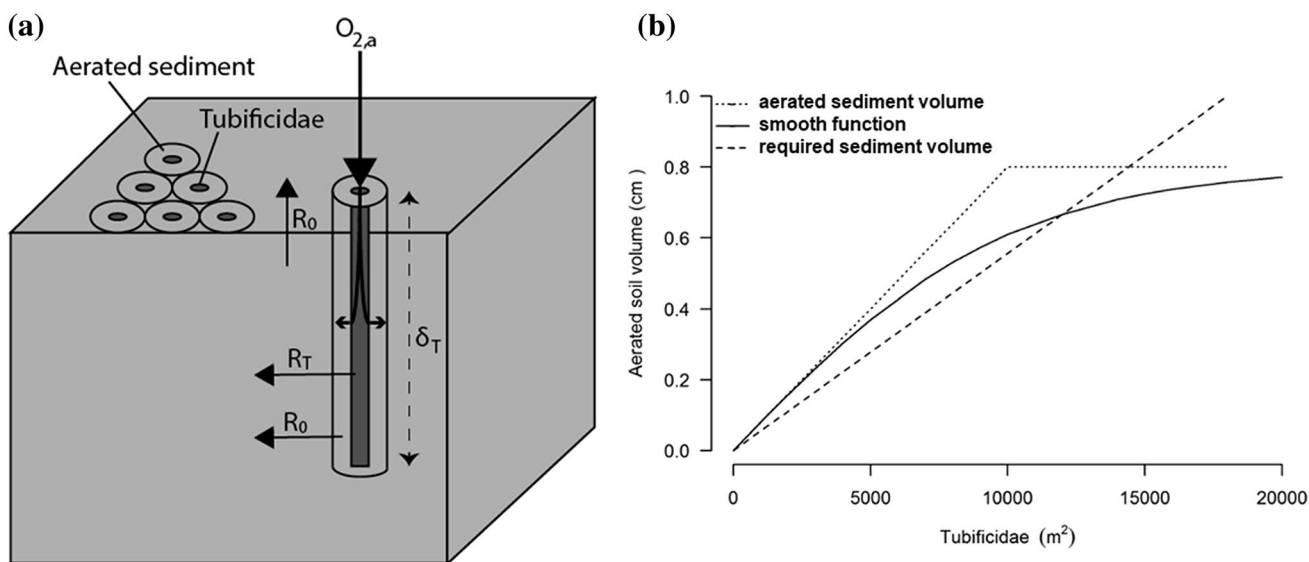 (a)
O2,a
Aerated sediment
Tubificidae
R0
δT
RT
R0
(b)
aerated sediment volume
smooth function
required sediment volume
1.0
0.8
0.6
0.4
0.2
0.0
Aerated soil volume (cm )
0 5000 10000 15000 20000
Tubificidae (m²)